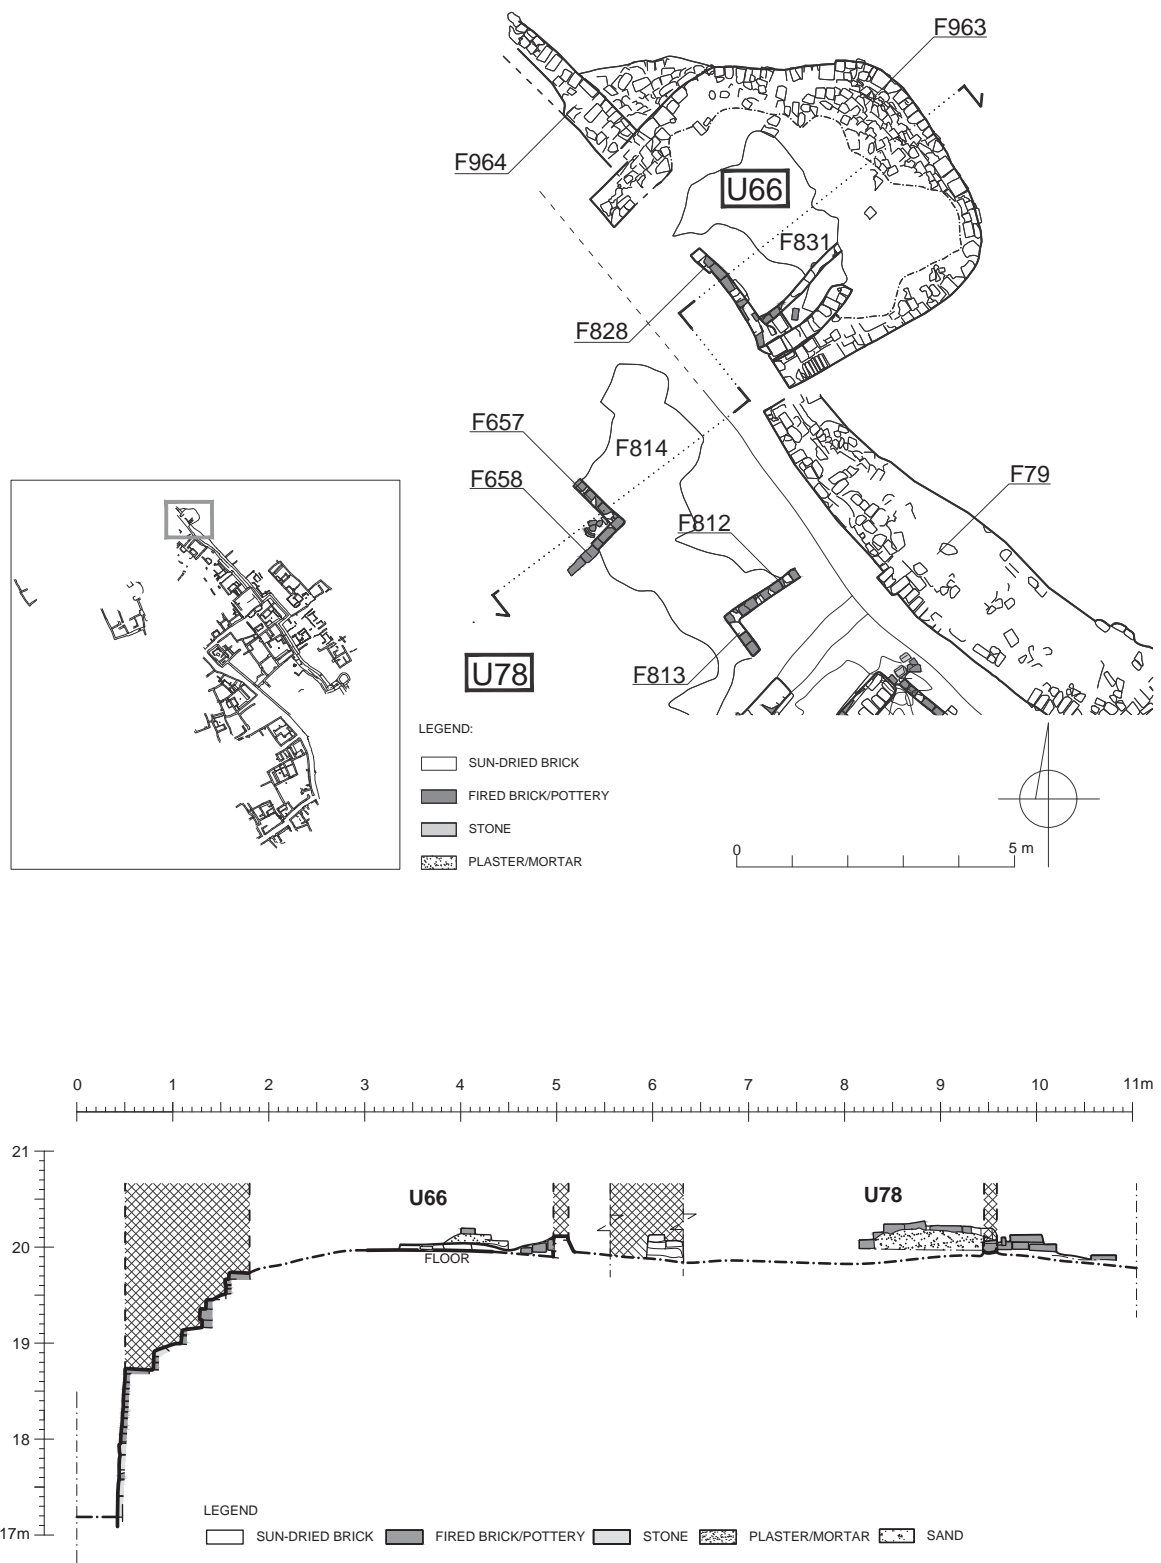 F963
F964
U66
F831
F828
F657
F814
F658
F79
F812
F813
U78
LEGEND:
SUN-DRIED BRICK
FIRED BRICK/POTTERY
STONE
PLASTER/MORTAR
0 5 m
0 1 2 3 4 5 6 7 8 9 10 11m
21
U66 U78
20
FLOOR
19
18
LEGEND
17m
SUN-DRIED BRICK FIRED BRICK/POTTERY STONE PLASTER/MORTAR SAND